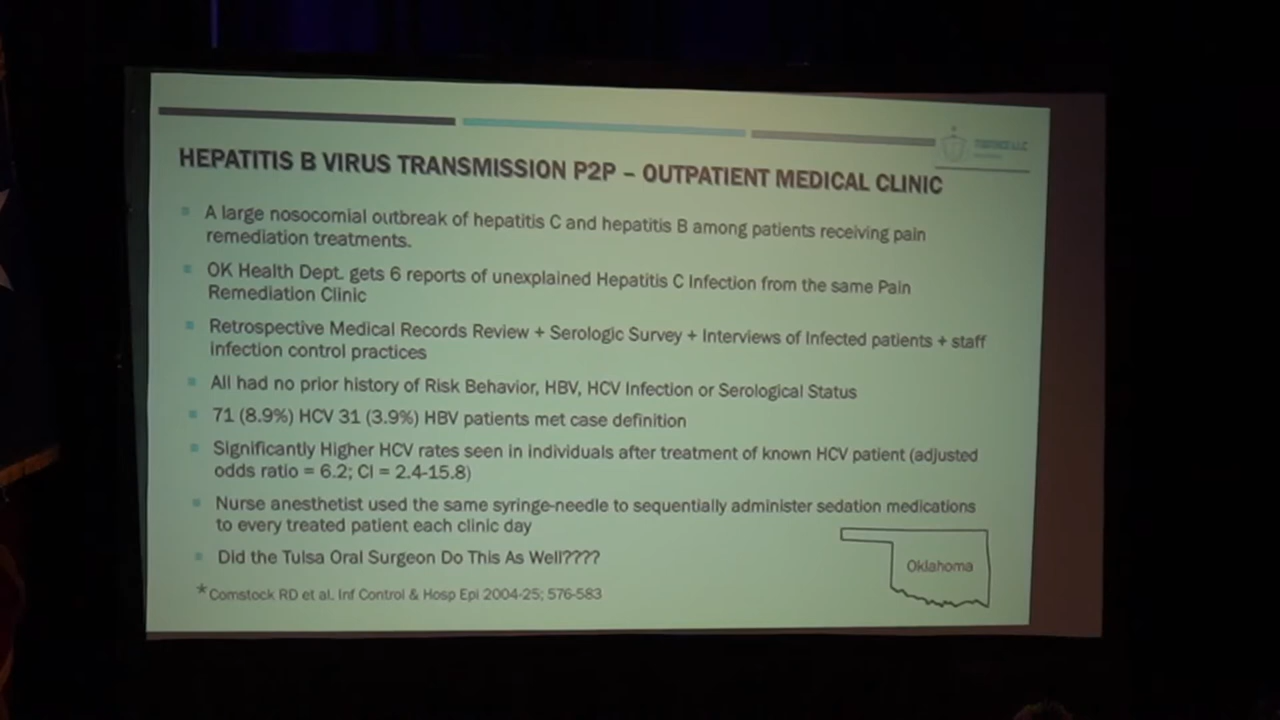 HEPATITIS B VIRUS TRANSMISSION P2P – OUTPATIENT MEDICAL CLINIC
A large nosocomial outbreak of hepatitis C and hepatitis B among patients receiving pain
remediation treatments.
OK Health Dept. gets 6 reports of unexplained Hepatitis C Infection from the same Pain
Remediation Clinic
Retrospective Medical Records Review + Serologic Survey + Interviews of Infected patients + staff
infection control practices
All had no prior history of Risk Behavior, HBV, HCV Infection or Serological Status
71 (8.9%) HCV 31 (3.9%) HBV patients met case definition
Significantly Higher HCV rates seen in individuals after treatment of known HCV patient (adjusted
odds ratio = 6.2; CI = 2.4-15.8)
Nurse anesthetist used the same syringe-needle to sequentially administer sedation medications
to every treated patient each clinic day
Did the Tulsa Oral Surgeon Do This As Well????
Oklahoma
*Comstock RD et al. Inf Control & Hosp Epi 2004-25; 576-583